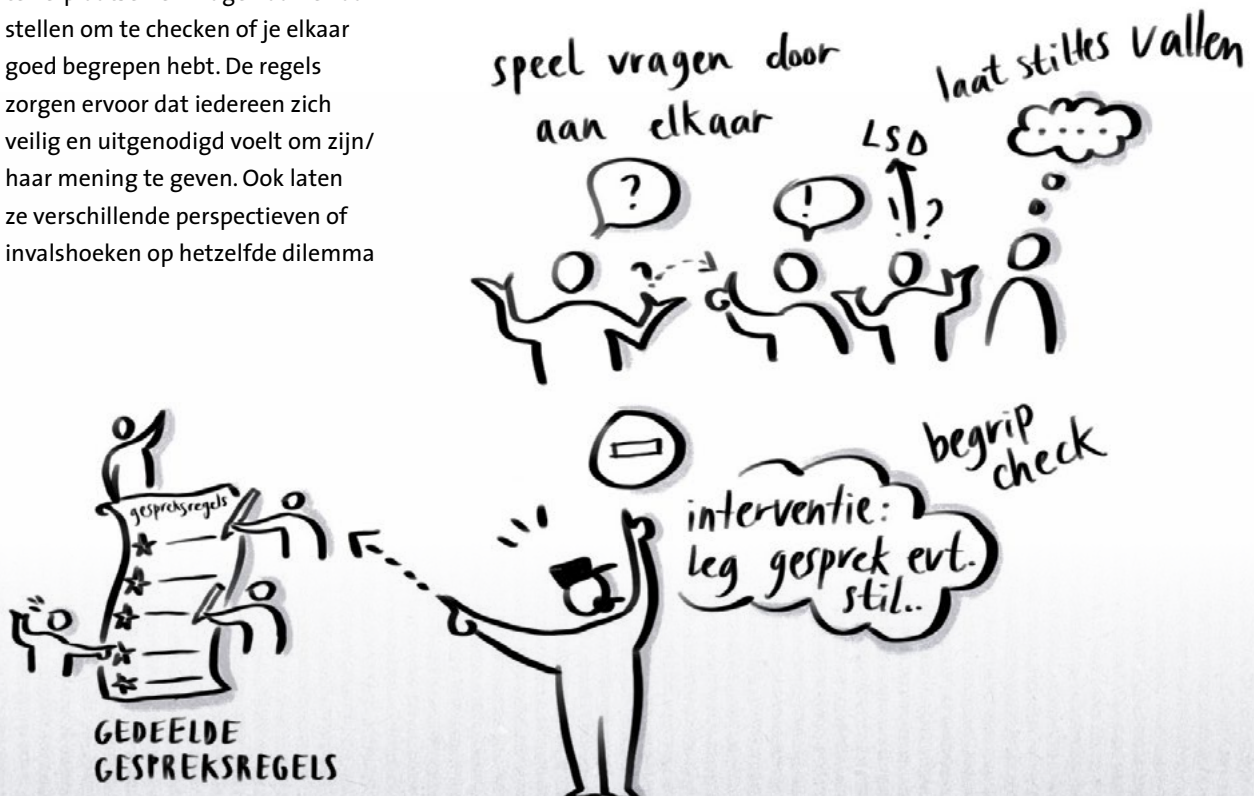 stellen om te checken of je elkaar
goed begrepen hebt. De regels
zorgen ervoor dat iedereen zich
veilig en uitgenodigd voelt om zijn/
haar mening te geven. Ook laten
ze verschillende perspectieven of
invalshoeken op hetzelfde dilemma
speel vragen door
aan elkaar
laat stiltes vallen
LSD
?
!
! ?
?
.....
begrip
check
interventie:
leg gesprek evt.
stil..
gespreksregels
GEDEELDE
GESPREKSREGELS